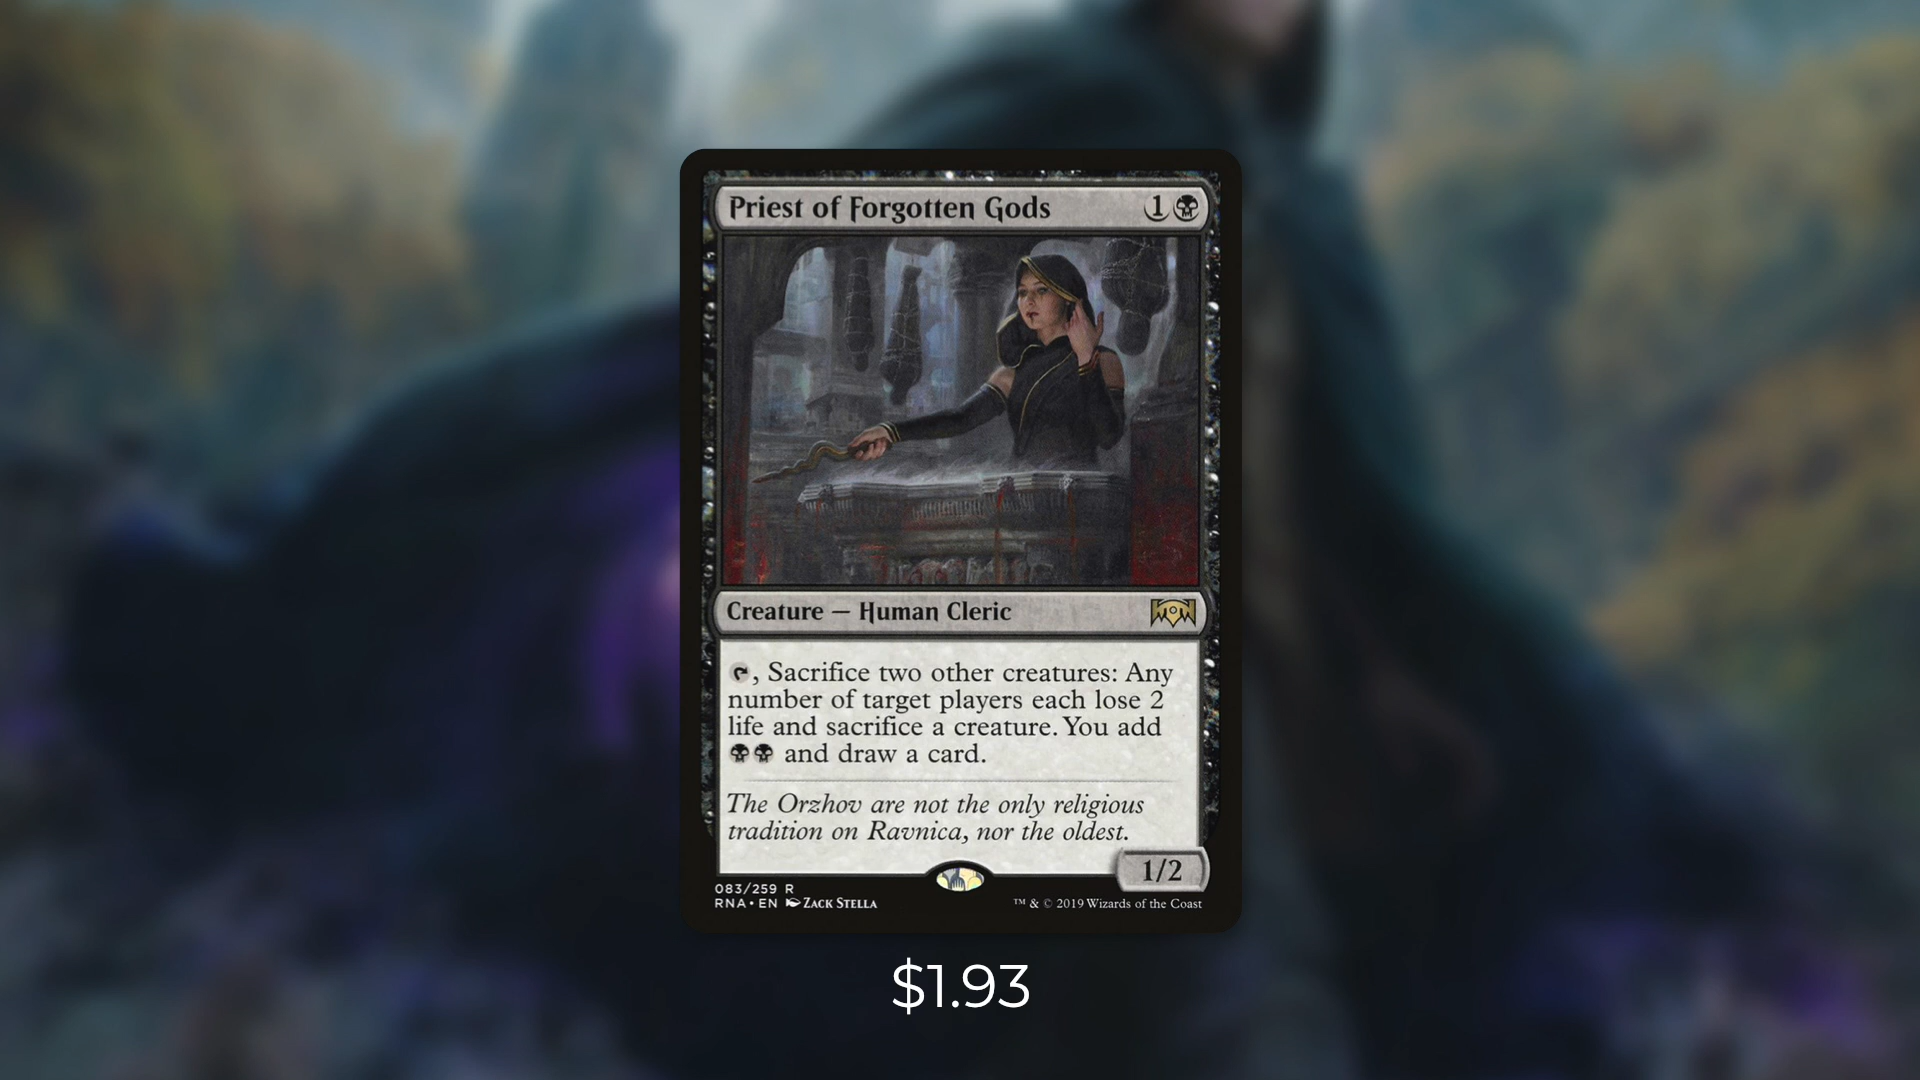 Priest of Forgotten Gods 1
Creature — Human Cleric
, Sacrifice two other creatures: Any
number of target players each lose 2
life and sacrifice a creature. You add
and draw a card.
The Orzhov are not the only religious
tradition on Ravnica, nor the oldest.
1/2
083/259 R
RNA • EN ZACK STELLA
™ & © 2019 Wizards of the Coast
$1.93